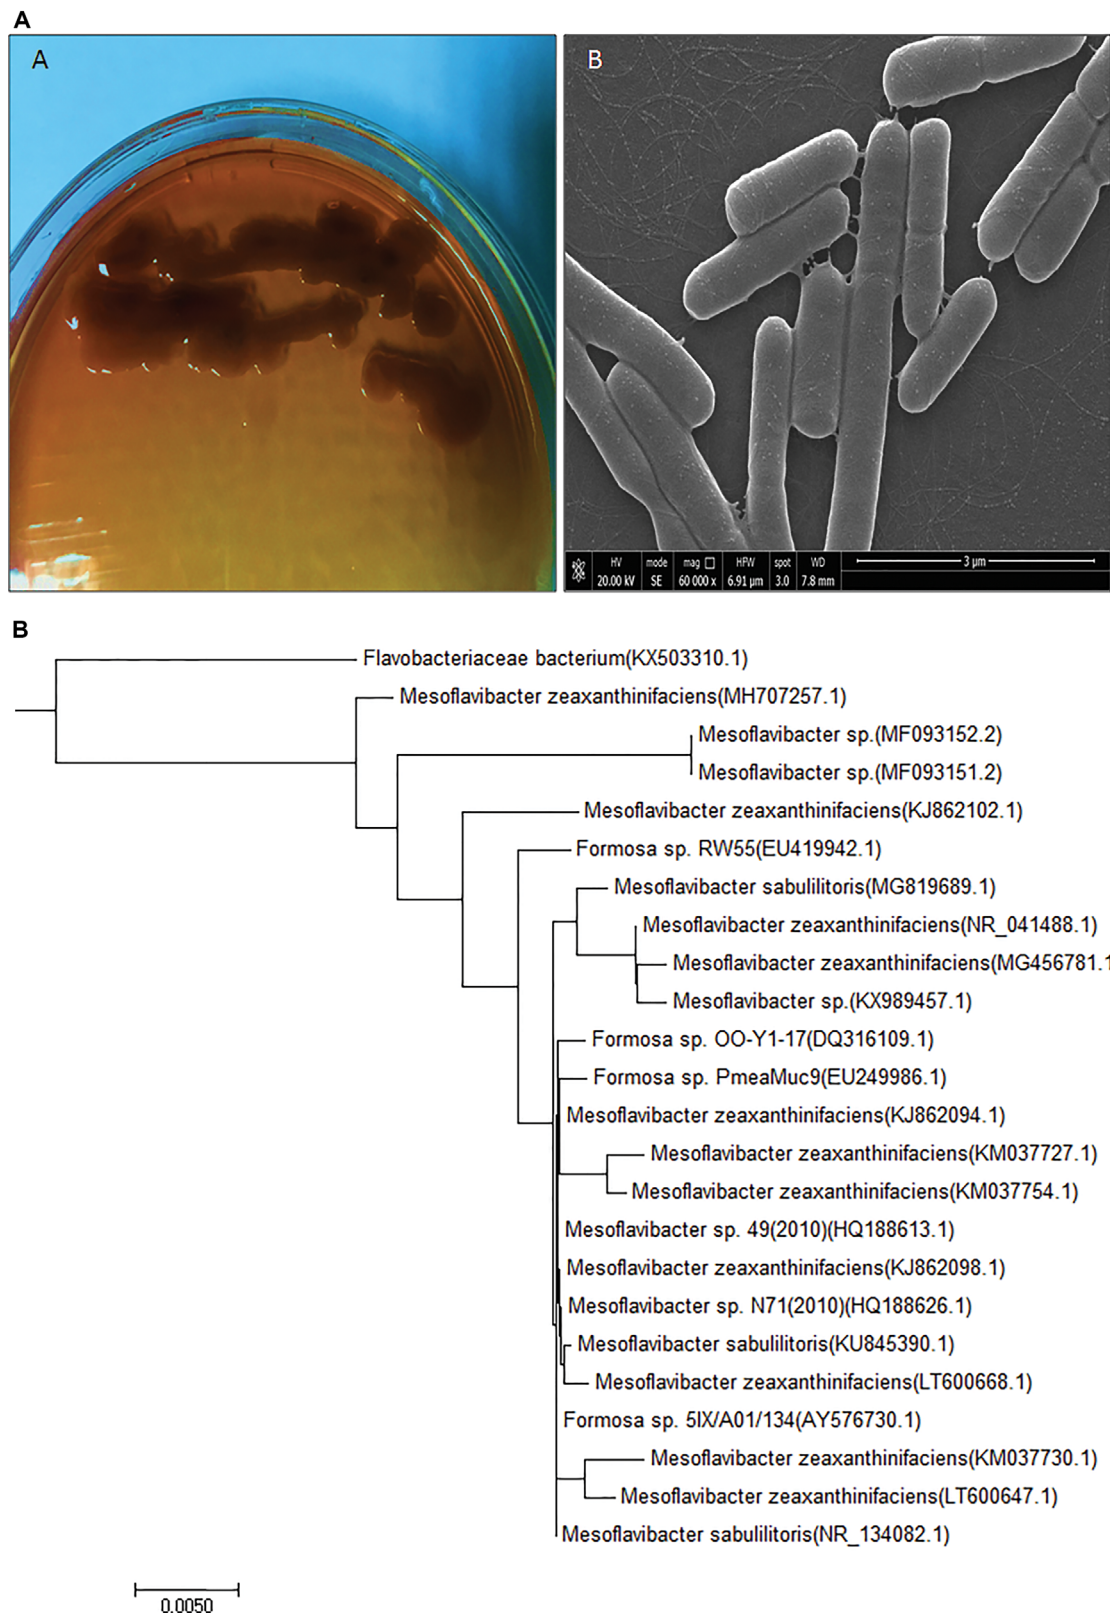 A
A
B
HV mode mag □ HFW spot WD
3 µm
20.00 kV SE 60 000 x 6.91 µm 3.0 7.8 mm
B
Flavobacteriaceae bacterium(KX503310.1)
Mesoflavibacter zeaxanthinifaciens(MH707257.1)
Mesoflavibacter sp.(MF093152.2)
Mesoflavibacter sp.(MF093151.2)
Mesoflavibacter zeaxanthinifaciens(KJ862102.1)
Formosa sp. RW55(EU419942.1)
Mesoflavibacter sabulilitoris(MG819689.1)
Mesoflavibacter zeaxanthinifaciens(NR_041488.1)
Mesoflavibacter zeaxanthinifaciens(MG456781.1
Mesoflavibacter sp.(KX989457.1)
Formosa sp. OO-Y1-17(DQ316109.1)
Formosa sp. PmeaMuc9(EU249986.1)
Mesoflavibacter zeaxanthinifaciens(KJ862094.1)
Mesoflavibacter zeaxanthinifaciens(KM037727.1)
Mesoflavibacter zeaxanthinifaciens(KM037754.1)
Mesoflavibacter sp. 49(2010)(HQ188613.1)
Mesoflavibacter zeaxanthinifaciens(KJ862098.1)
Mesoflavibacter sp. N71(2010)(HQ188626.1)
Mesoflavibacter sabulilitoris(KU845390.1)
Mesoflavibacter zeaxanthinifaciens(LT600668.1)
Formosa sp. 5IX/A01/134(AY576730.1)
Mesoflavibacter zeaxanthinifaciens(KM037730.1)
Mesoflavibacter zeaxanthinifaciens(LT600647.1)
Mesoflavibacter sabulilitoris(NR_134082.1)
0.0050